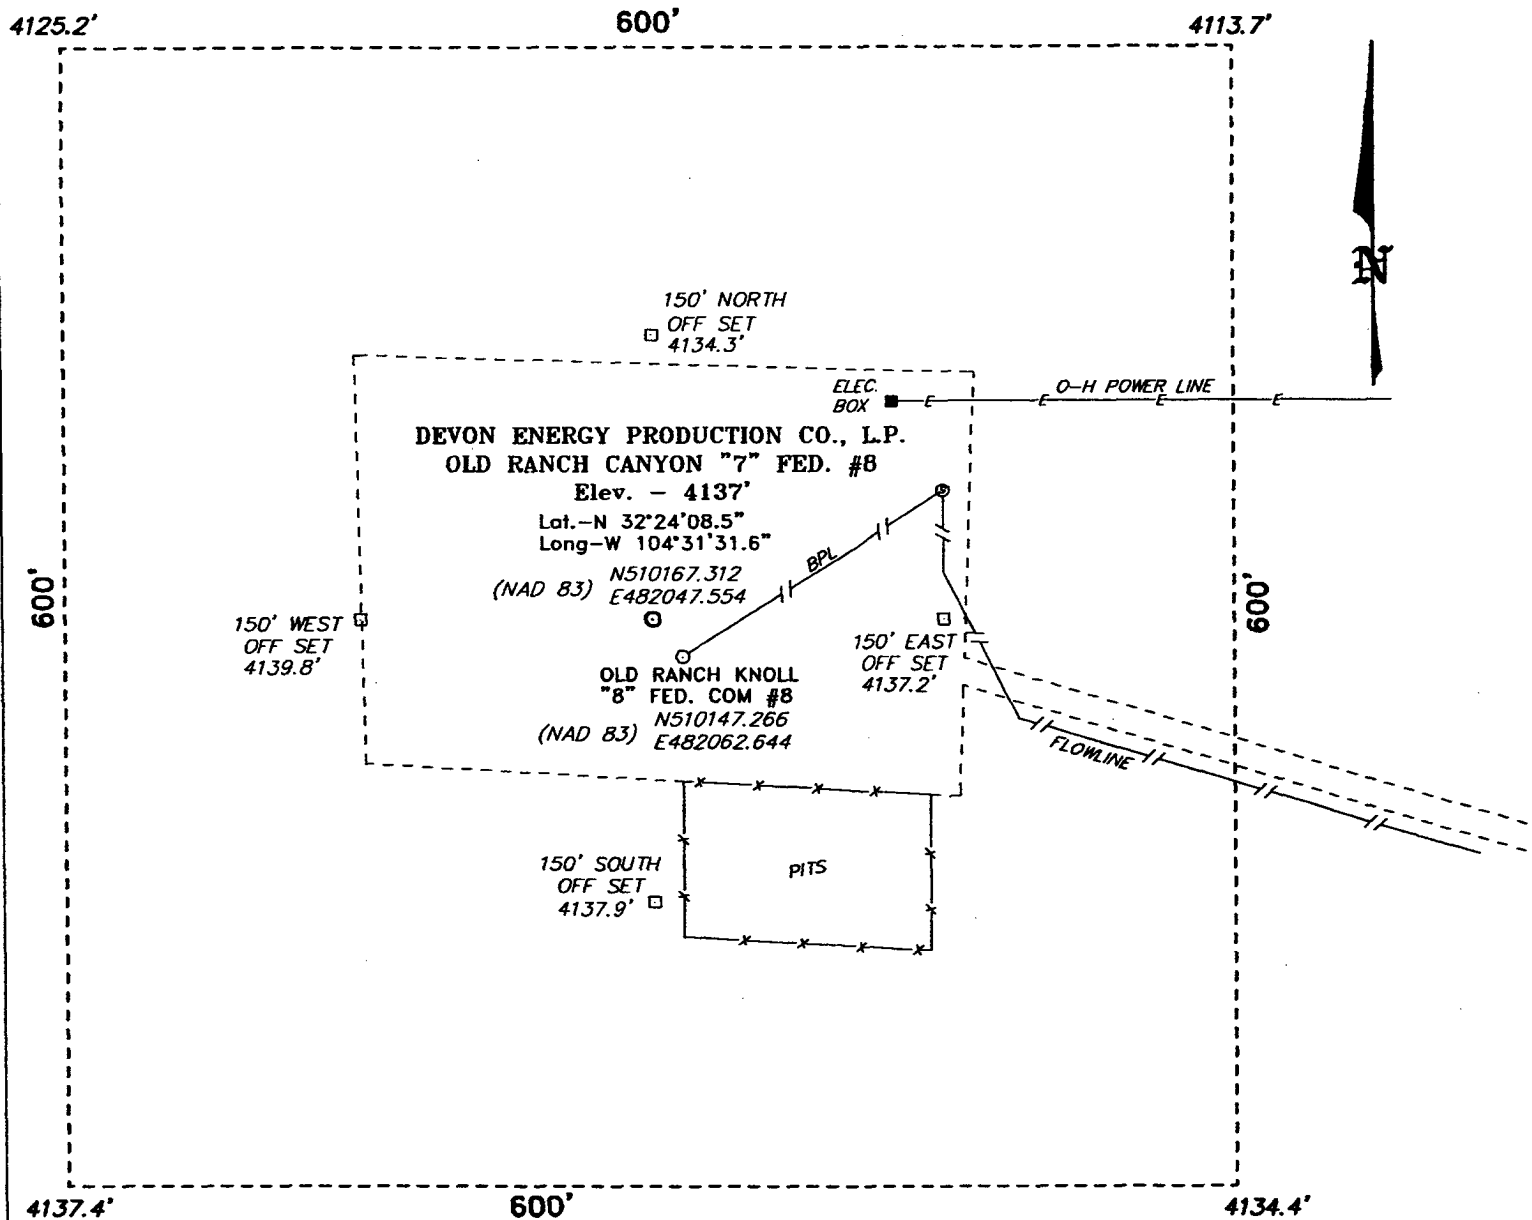 4125.2' 600' 4113.7'
N
150' NORTH
OFF SET
4134.3'
ELEC.
BOX
E E E E
O-H POWER LINE
DEVON ENERGY PRODUCTION CO., L.P.
OLD RANCH CANYON "7" FED. #8
Elev. - 4137'
Lat.-N 32°24'08.5"
Long-W 104°31'31.6"
(NAD 83) N510167.312
E482047.554
BPL
600'
600'
150' WEST
OFF SET
4139.8'
150' EAST
OFF SET
4137.2'
OLD RANCH KNOLL
"8" FED. COM #8
(NAD 83) N510147.266
E482062.644
FLOWLINE
150' SOUTH
OFF SET
4137.9'
PITS
4137.4' 600' 4134.4'